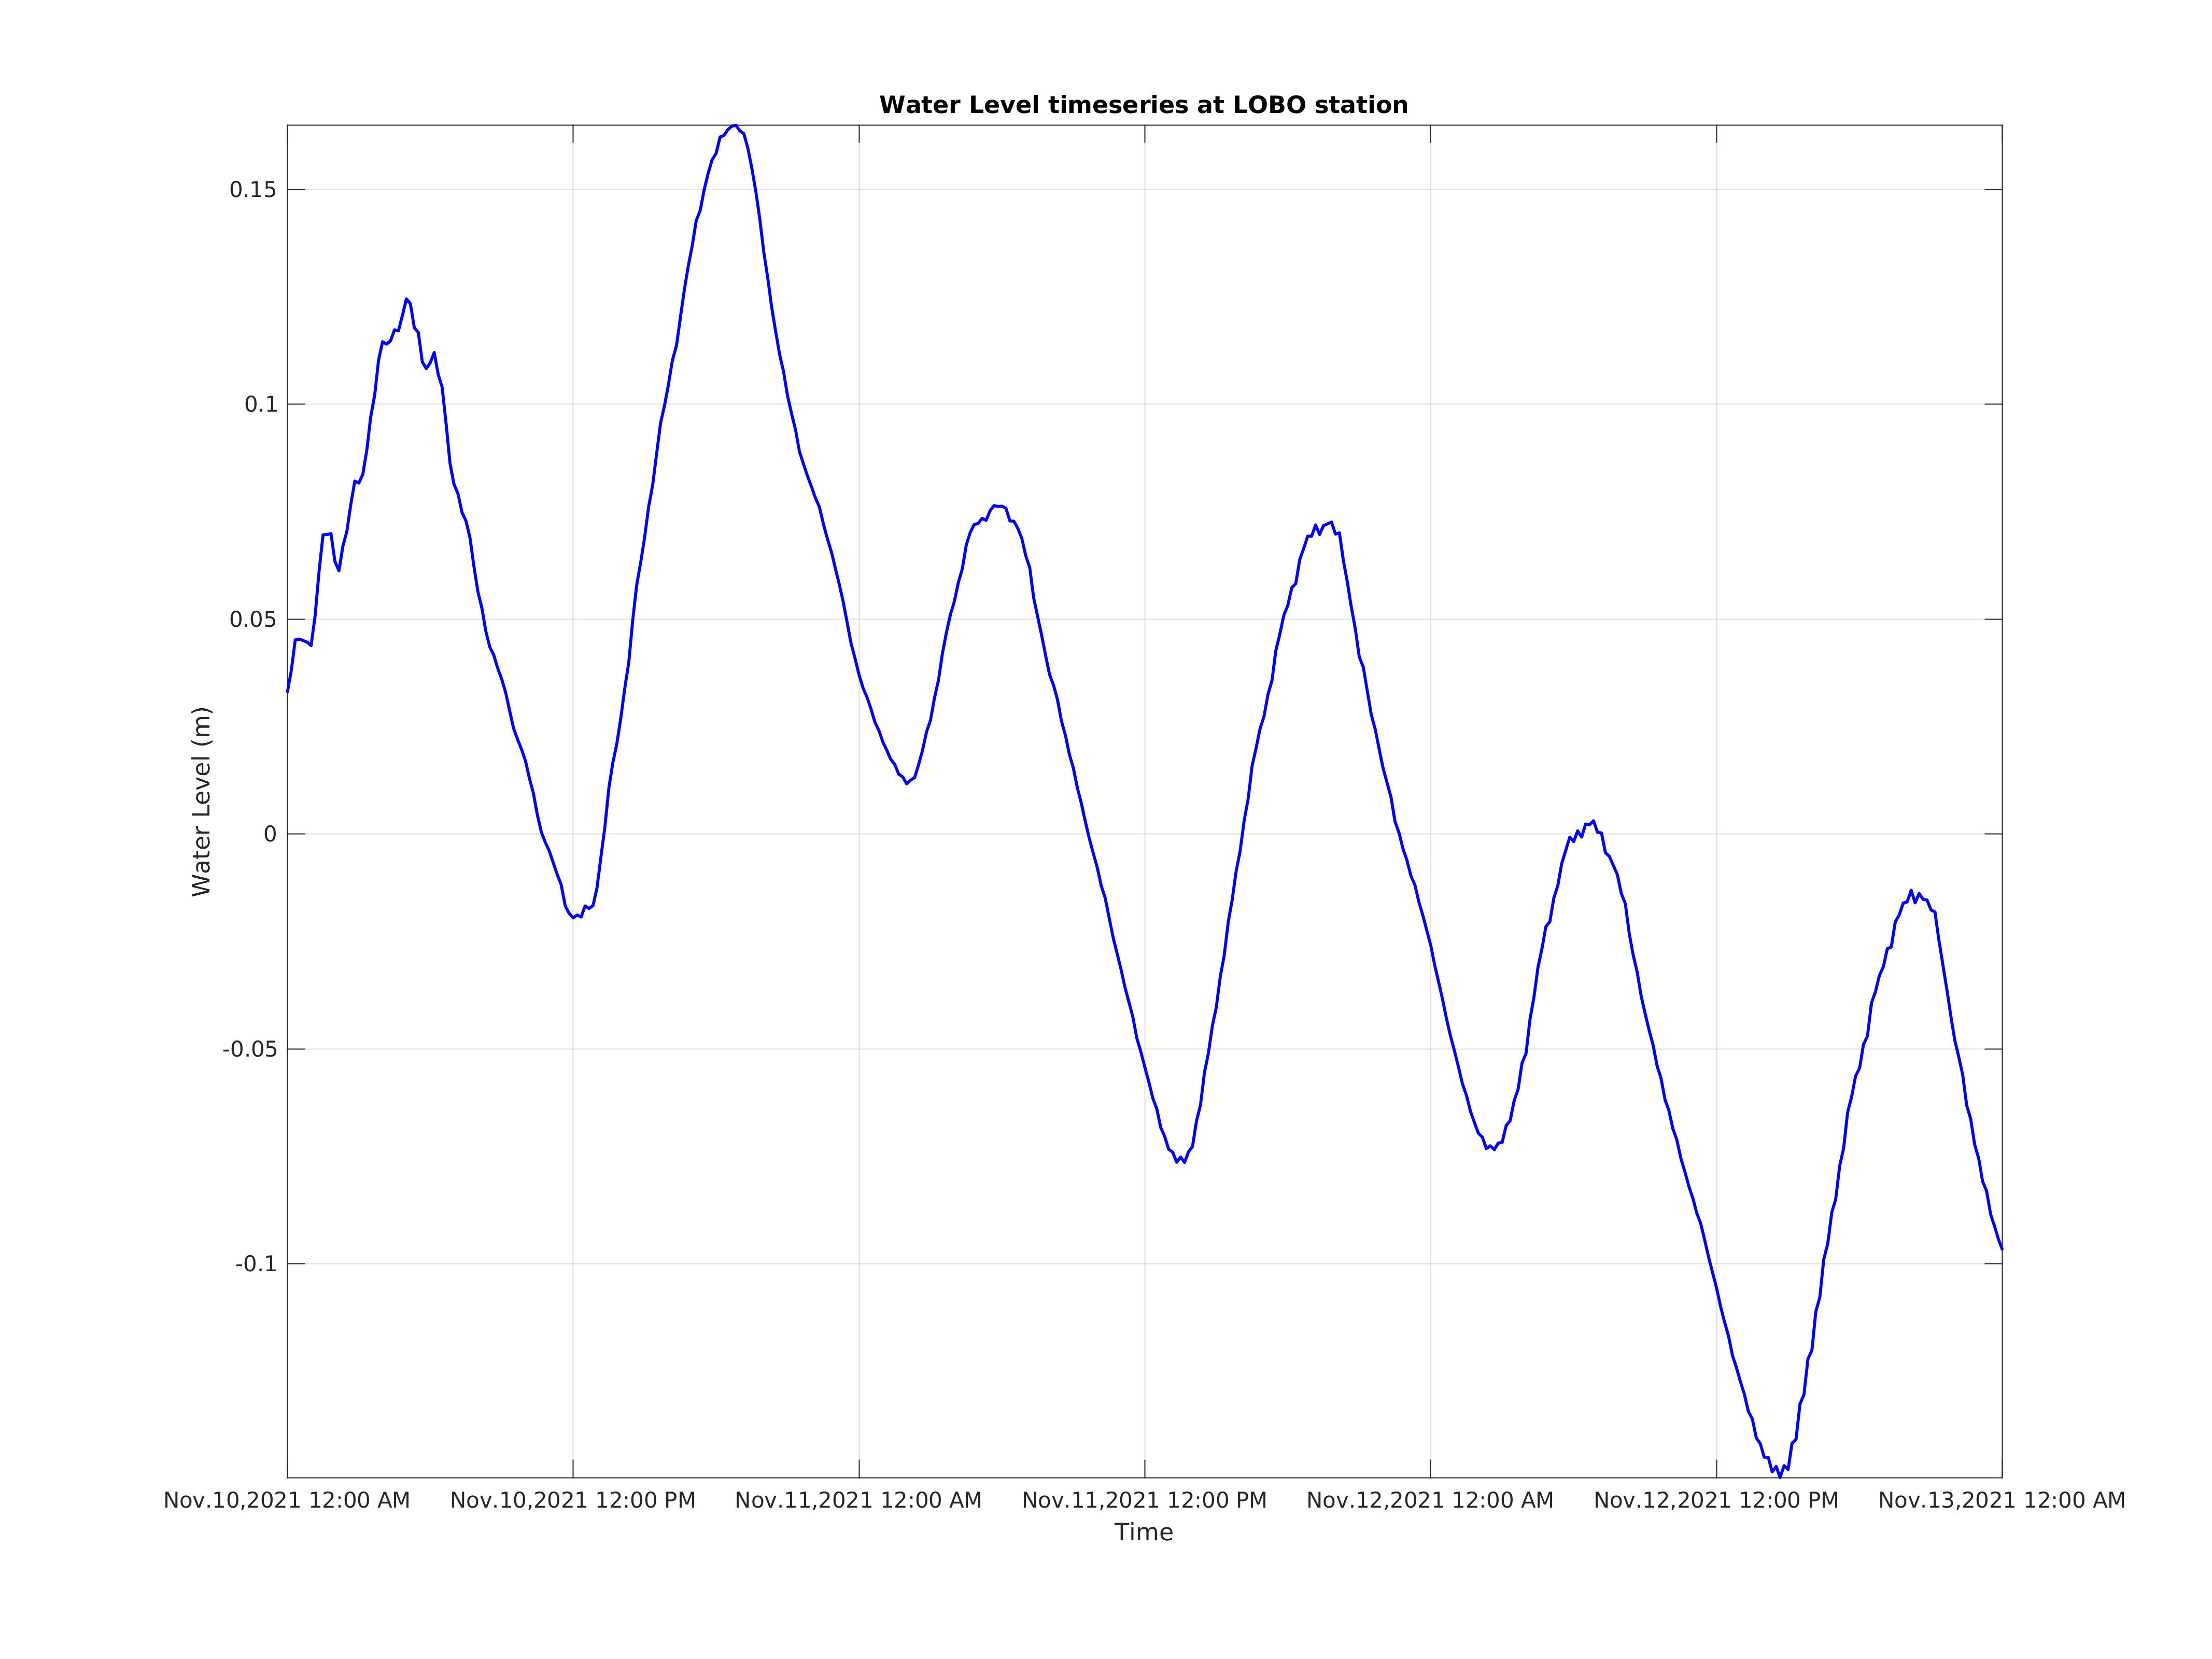 Water Level timeseries at LOBO station
0.15
0.1
0.05
0
-0.05
-0.1
Water Level (m)
Nov.10,2021 12:00 AM Nov.10,2021 12:00 PM Nov.11,2021 12:00 AM Nov.11,2021 12:00 PM Nov.12,2021 12:00 AM Nov.12,2021 12:00 PM Nov.13,2021 12:00 AM
Time